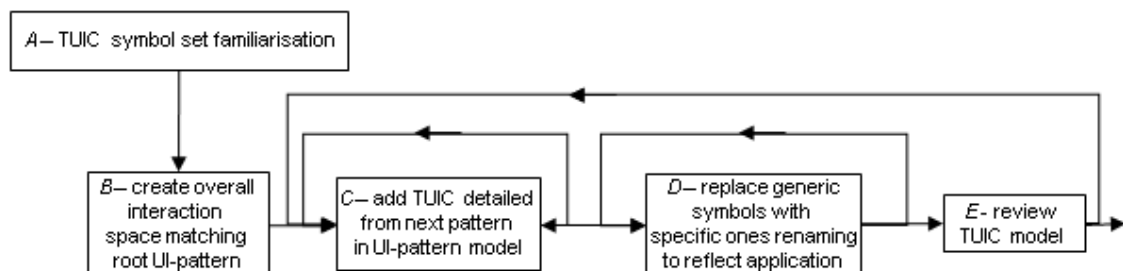 A– TUIC symbol set familiarisation
B– create overall
interaction
space matching
root UI-pattern
C– add TUIC detailed
from next pattern
in UI-pattern model
D– replace generic
symbols with
specific ones renaming
to reflect application
E- review
TUIC model